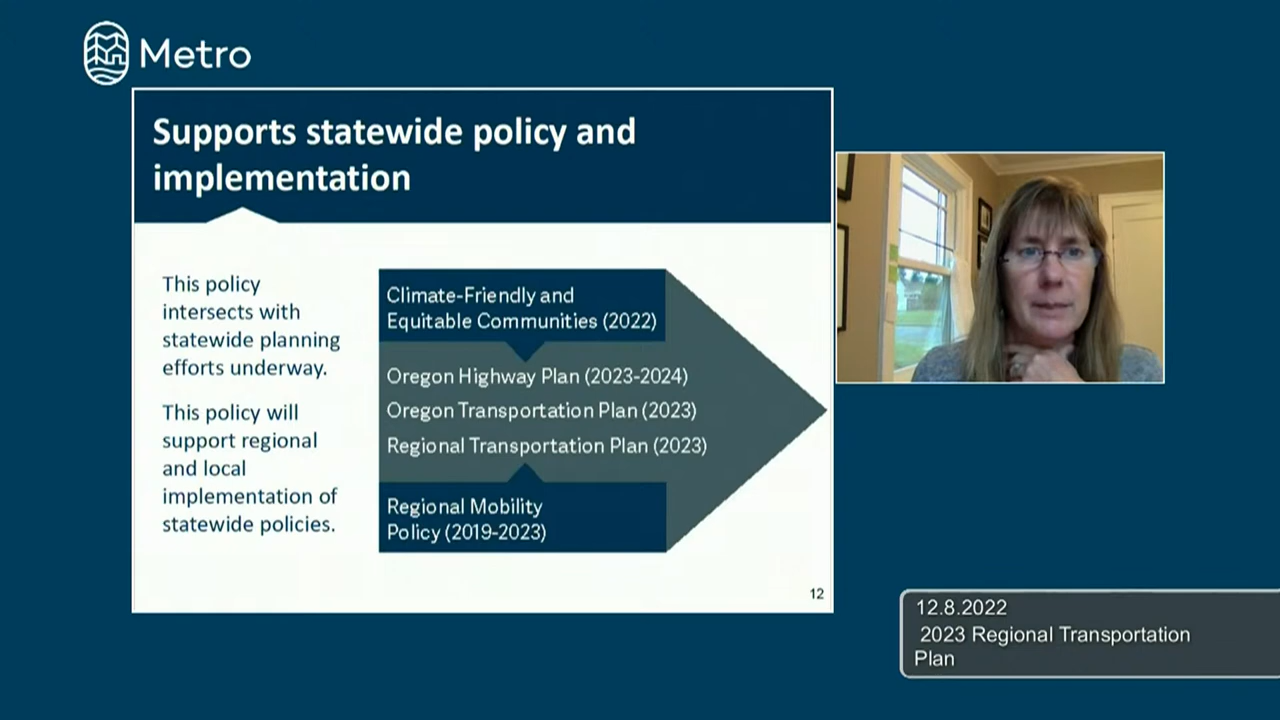 Metro
Supports statewide policy and
implementation
This policy
intersects with
statewide planning
efforts underway.
This policy will
support regional
and local
implementation of
statewide policies.
Climate-Friendly and
Equitable Communities (2022)
Oregon Highway Plan (2023-2024)
Oregon Transportation Plan (2023)
Regional Transportation Plan (2023)
Regional Mobility
Policy (2019-2023)
12
12.8.2022
2023 Regional Transportation
Plan